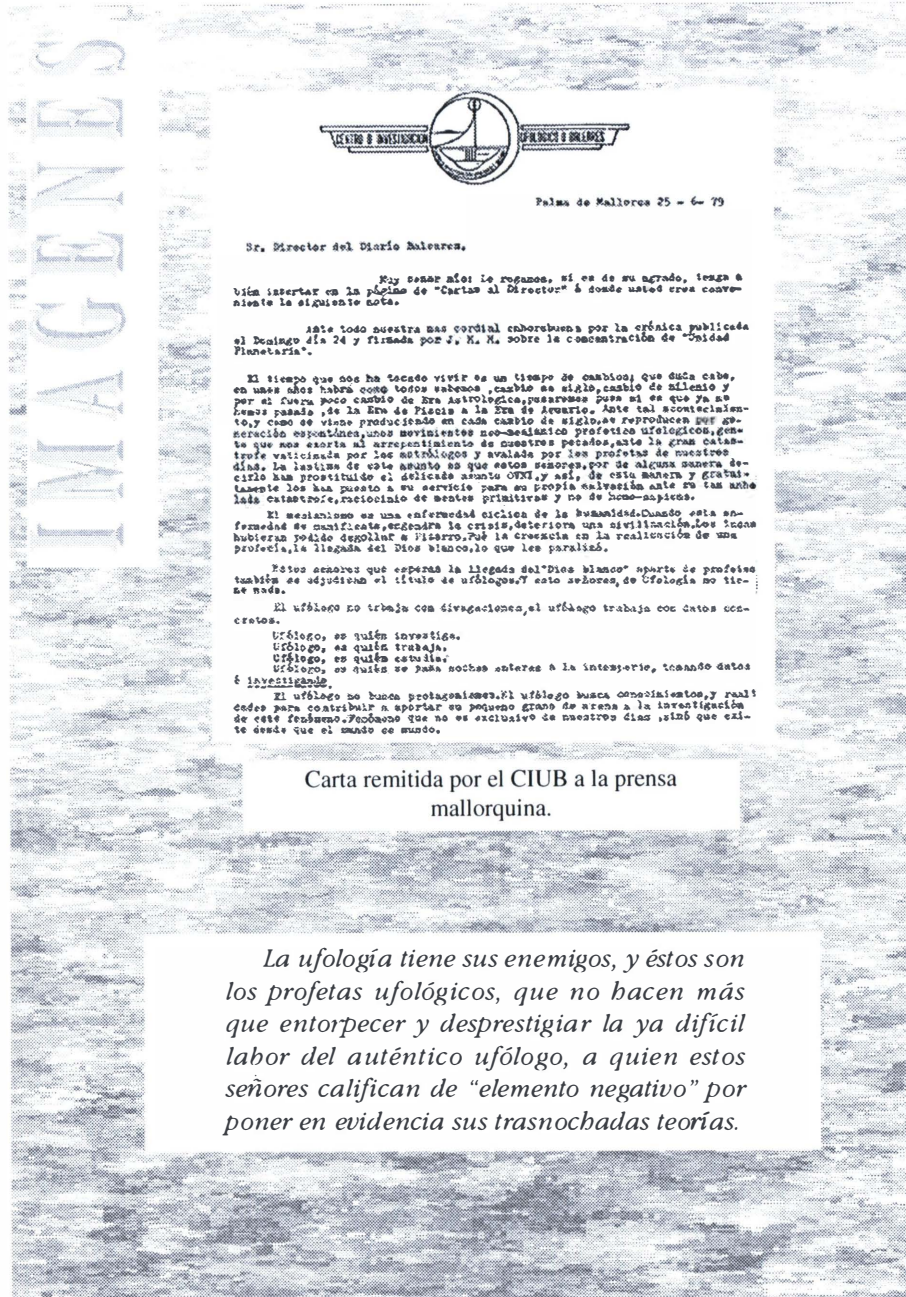 IMAGENES
CENTRO D INVESTIGACION
UFOLOGICO D BALEARES
Palma de Mallorca 25 - 6- 79
Sr. Director del Diario Baleares.
Muy señor mío: Le rogamos, si es de su agrado, tenga a
bién insertar en la página de "Cartas al Director" ó donde usted crea conve-
niente la siguiente nota.
Ante todo nuestra mas cordial enhorabuena por la crónica publicada
el Domingo día 24 y firmada por J. M. M. sobre la concentración de "Unidad
Planetaria".
El tiempo que nos ha tocado vivir es un tiempo de cambios; que duda cabe,
en unos años habrá como todos sabemos ,cambio de siglo,cambio de milenio y
por si fuera poco cambio de Era Astrologica,pasaremos pues si es que ya no
hemos pasado ,de la Era de Piscis a la Era de Acuario. Ante tal acontecimien-
to,y como se viene produciendo en cada cambio de siglo,se reproducen por ge-
neración espontánea,unos movimientos neo-mesianico profetico ufologicos,gen-
te que nos exorta al arrepentimiento de nuestros pecados,ante la gran catas-
trofe vaticinada por los astrólogos y avalada por los profetas de nuestros
días. La lastima de este asunto es que estos señores,por de alguna manera de-
cirlo han prostituido el delicado asunto OVNI,y así, de esta manera y gratui-
tamente los han puesto a su servicio para su propia salvación ante su tan anhe
lada catastrofe,raciocinio de mentes primitivas y no de homo-sapiens.
El mesianismo es una enfermedad ciclica de la humanidad.Cuando esta en-
fermedad se manifiesta,engendra la crisis,deteriora una civilización.Los Incas
hubieran podido degollar a Pizarro.Fué la creencia en la realización de una
profecía,la llegada del Dios blanco,lo que les paralizó.
Estos señores que esperan la llegada del"Dios blanco" aparte de profetas
también se adjudican el título de ufólogos.Y esto señores,de Ufología no tie-
ne nada.
El ufólogo no trbaja con divagaciones,el ufólogo trabaja con datos con-
cretos.
Ufólogo, es quién investiga.
Ufólogo, es quién trabaja.
Ufólogo, es quién estudia.
Ufólogo, es quién se pasa noches enteras a la intemperie, tomando datos
é investigando.
El ufólogo no busca protagonismos.El ufólogo busca conocimientos,y reali
dades para contribuir a aportar su pequeno grano de arena a la investigación
de este fenómeno.Fenómeno que no es exclusivo de nuestros dias ,sinó que exi-
te desde que el mundo es mundo.
Carta remitida por el CIUB a la prensa
mallorquina.
La ufología tiene sus enemigos, y éstos son
los profetas ufológicos, que no hacen más
que entorpecer y desprestigiar la ya difícil
labor del auténtico ufólogo, a quien estos
señores califican de “elemento negativo” por
poner en evidencia sus trasnochadas teorías.